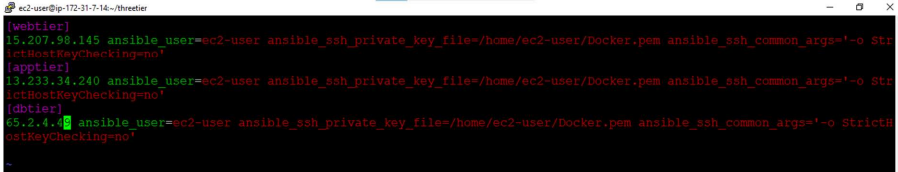 ec2-user@ip-172-31-7-14:~/threetier
[webtier]
15.207.98.145 ansible_user=ec2-user ansible_ssh_private_key_file=/home/ec2-user/Docker.pem ansible_ssh_common_args='-o Str
ictHostKeyChecking=no'
[apptier]
13.233.34.240 ansible_user=ec2-user ansible_ssh_private_key_file=/home/ec2-user/Docker.pem ansible_ssh_common_args='-o Str
ictHostKeyChecking=no'
[dbtier]
65.2.4.49 ansible_user=ec2-user ansible_ssh_private_key_file=/home/ec2-user/Docker.pem ansible_ssh_common_args='-o StrictH
ostKeyChecking=no'
~